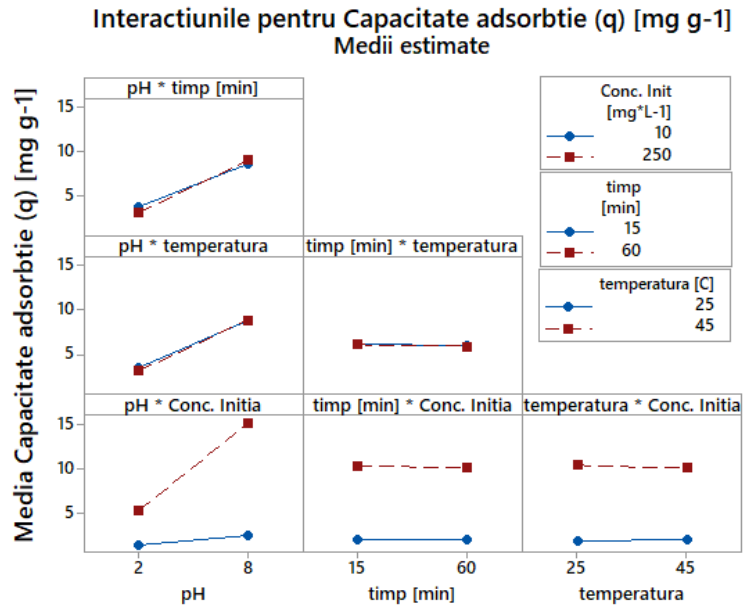 Interactiunile pentru Capacitate adsorbtie (q) [mg g-1]
Medii estimate
Media Capacitate adsorbtie (q) [mg g-1]
pH * timp [min]
15
10
5
Conc. Init
[mg*L-1]
10
250
timp
[min]
15
60
temperatura [C]
25
45
pH * temperatura
timp [min] * temperatura
15
10
5
pH * Conc. Initia
timp [min] * Conc. Initia
temperatura * Conc. Initia
15
10
5
2 8
15 60
25 45
pH
timp [min]
temperatura